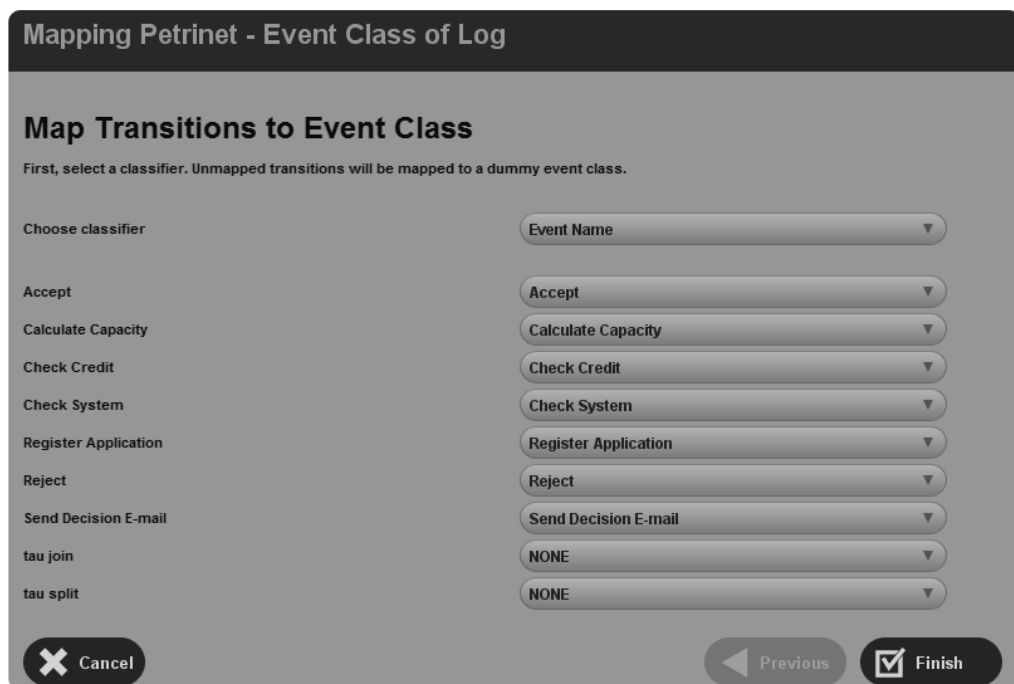 Mapping Petrinet - Event Class of Log
Map Transitions to Event Class
First, select a classifier. Unmapped transitions will be mapped to a dummy event class.
Choose classifier Event Name
Accept Accept
Calculate Capacity Calculate Capacity
Check Credit Check Credit
Check System Check System
Register Application Register Application
Reject Reject
Send Decision E-mail Send Decision E-mail
tau join NONE
tau split NONE
Cancel Previous Finish